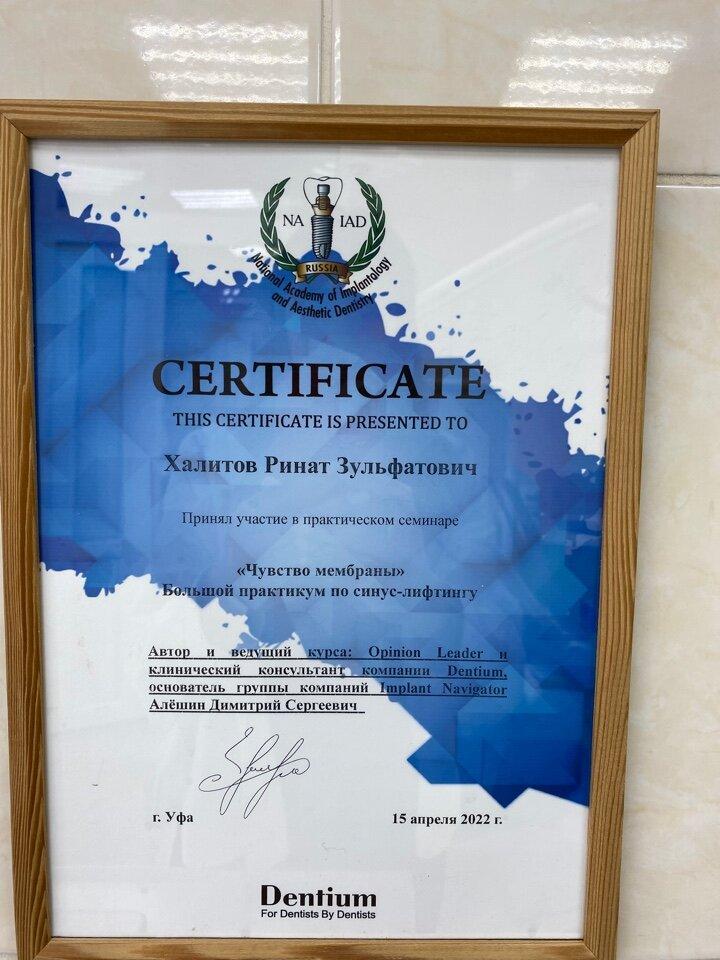 NA IAD
RUSSIA
National Academy of Implantology
and Aesthetic Dentistry
CERTIFICATE
THIS CERTIFICATE IS PRESENTED TO
Халитов Ринат Зульфатович
Принял участие в практическом семинаре
«Чувство мембраны»
Большой практикум по синус-лифтингу
Автор и ведущий курса: Opinion Leader и
клинический консультант компании Dentium,
основатель группы компаний Implant Navigator
Алёшин Димитрий Сергеевич
г. Уфа
15 апреля 2022 г.
Dentium
For Dentists By Dentists